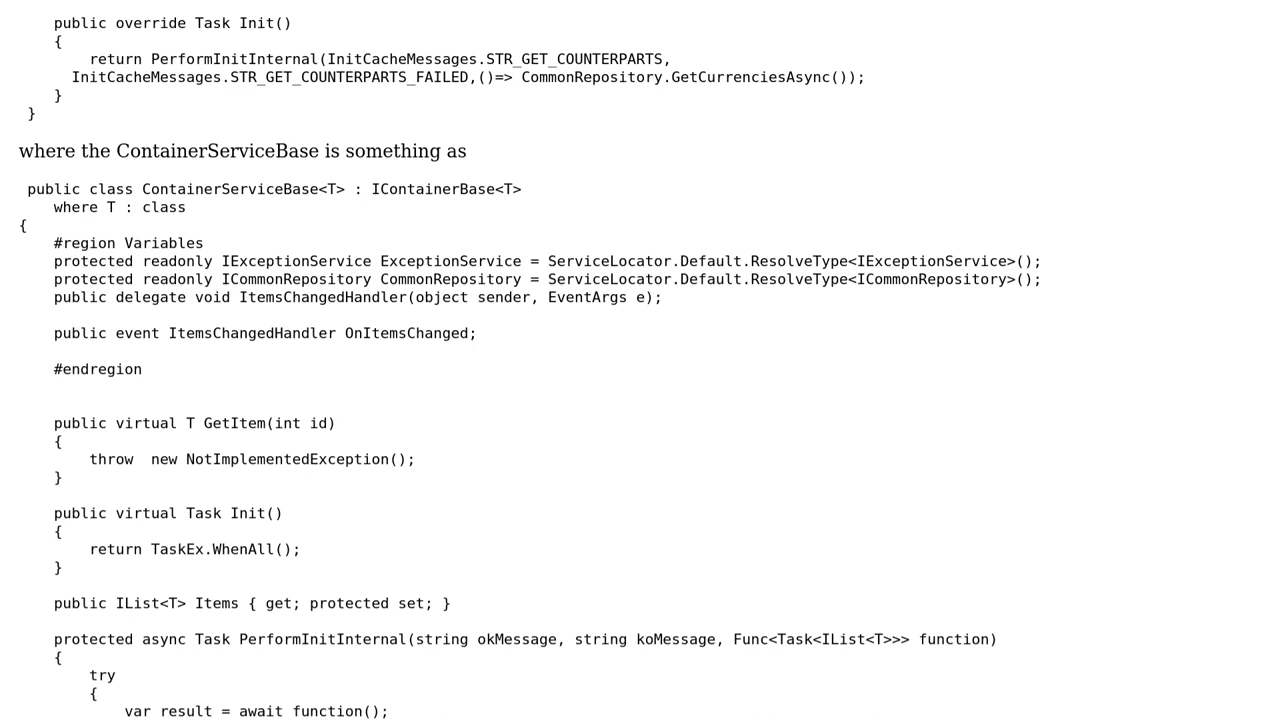 public override Task Init()
{
return PerformInitInternal(InitCacheMessages.STR_GET_COUNTERPARTS,
InitCacheMessages.STR_GET_COUNTERPARTS_FAILED,()=> CommonRepository.GetCurrenciesAsync());
}
}
where the ContainerServiceBase is something as
public class ContainerServiceBase<T> : IContainerBase<T>
where T : class
{
#region Variables
protected readonly IExceptionService ExceptionService = ServiceLocator.Default.ResolveType<IExceptionService>();
protected readonly ICommonRepository CommonRepository = ServiceLocator.Default.ResolveType<ICommonRepository>();
public delegate void ItemsChangedHandler(object sender, EventArgs e);
public event ItemsChangedHandler OnItemsChanged;
#endregion
public virtual T GetItem(int id)
{
throw  new NotImplementedException();
}
public virtual Task Init()
{
return TaskEx.WhenAll();
}
public IList<T> Items { get; protected set; }
protected async Task PerformInitInternal(string okMessage, string koMessage, Func<Task<IList<T>>> function)
{
try
{
var result = await function();